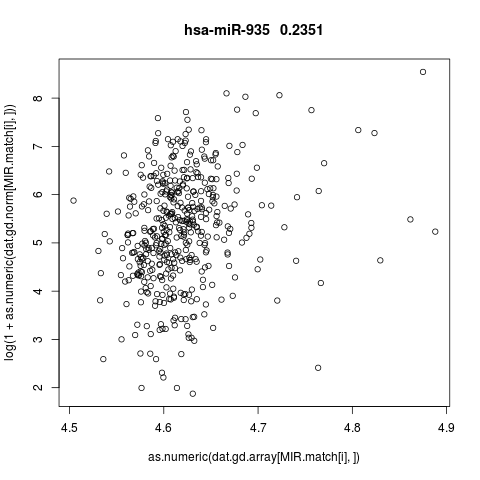 hsa-miR-935 0.2351
log(1 + as.numeric(dat.gd.norm[MIR.match[i], ]))
8
7
6
5
4
3
2
4.5 4.6 4.7 4.8 4.9
as.numeric(dat.gd.array[MIR.match[i], ])